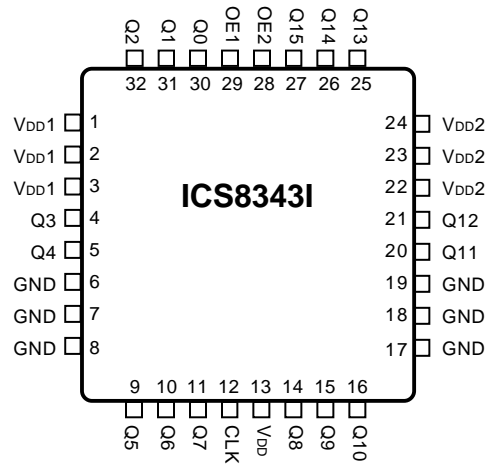 Q2 Q1 Q0 OE1 OE2 Q15 Q14 Q13
32 31 30 29 28 27 26 25
VDD1 1 24 VDD2
VDD1 2 23 VDD2
VDD1 3 22 VDD2
ICS8343I
Q3 4 21 Q12
Q4 5 20 Q11
GND 6 19 GND
GND 7 18 GND
GND 8 17 GND
9 10 11 12 13 14 15 16
Q5 Q6 Q7 CLK VDD Q8 Q9 Q10